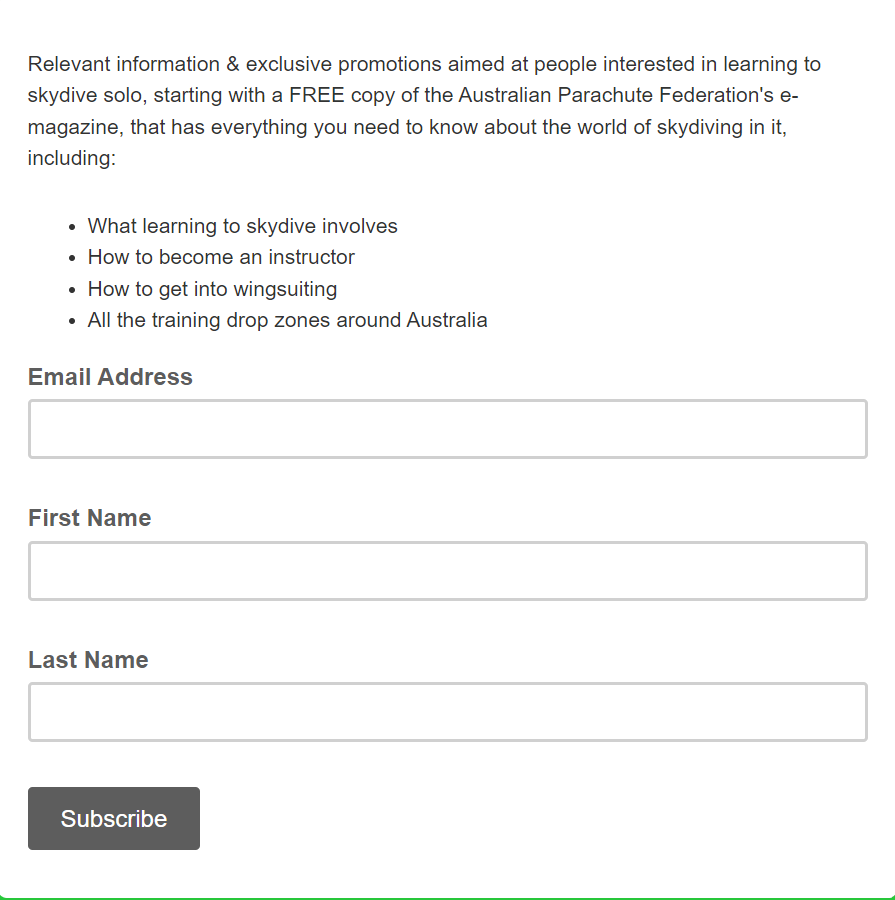 Relevant information & exclusive promotions aimed at people interested in learning to
skydive solo, starting with a FREE copy of the Australian Parachute Federation's e-
magazine, that has everything you need to know about the world of skydiving in it,
including:
• What learning to skydive involves
• How to become an instructor
• How to get into wingsuiting
• All the training drop zones around Australia
Email Address
First Name
Last Name
Subscribe